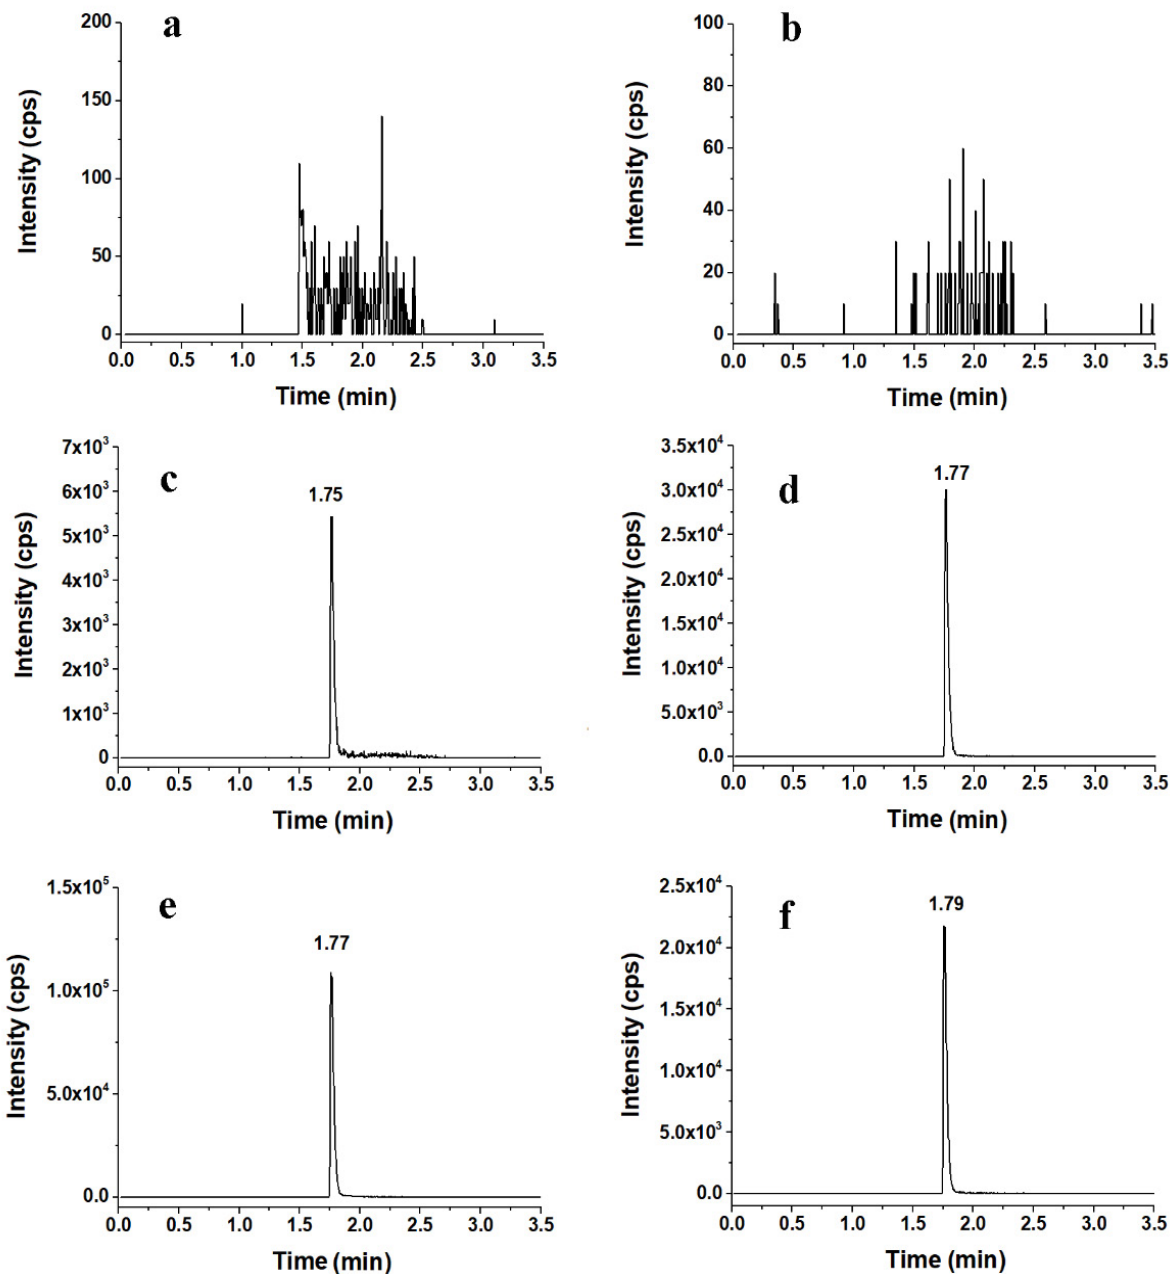 a
200
150
100
50
0
Intensity (cps)
0.0 0.5 1.0 1.5 2.0 2.5 3.0 3.5
Time (min)
b
100
80
60
40
20
0
Intensity (cps)
0.0 0.5 1.0 1.5 2.0 2.5 3.0 3.5
Time (min)
c
1.75
7x10³
6x10³
5x10³
4x10³
3x10³
2x10³
1x10³
0
Intensity (cps)
0.0 0.5 1.0 1.5 2.0 2.5 3.0 3.5
Time (min)
d
1.77
3.5x10⁴
3.0x10⁴
2.5x10⁴
2.0x10⁴
1.5x10⁴
1.0x10⁴
5.0x10³
0.0
Intensity (cps)
0.0 0.5 1.0 1.5 2.0 2.5 3.0 3.5
Time (min)
e
1.77
1.5x10⁵
1.0x10⁵
5.0x10⁴
0.0
Intensity (cps)
0.0 0.5 1.0 1.5 2.0 2.5 3.0 3.5
Time (min)
f
1.79
2.5x10⁴
2.0x10⁴
1.5x10⁴
1.0x10⁴
5.0x10³
0.0
Intensity (cps)
0.0 0.5 1.0 1.5 2.0 2.5 3.0 3.5
Time (min)